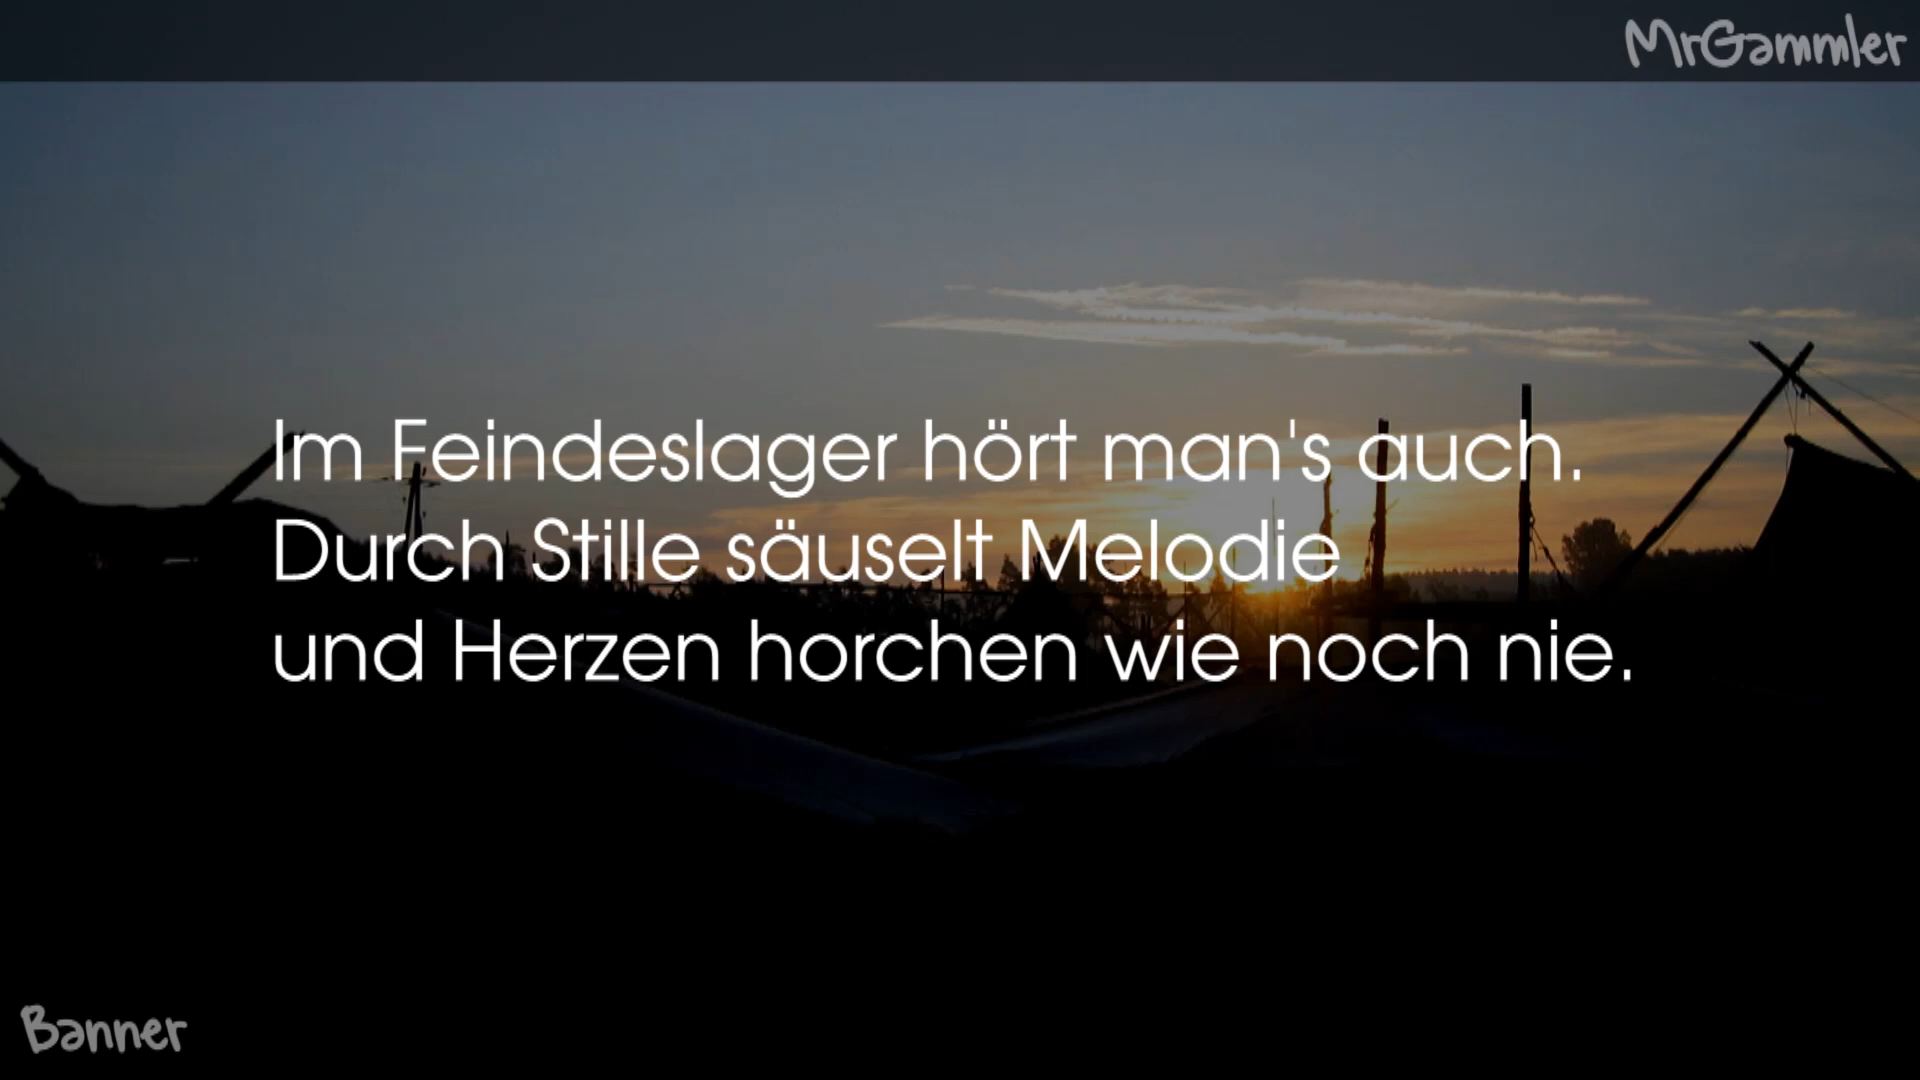 MrGammler
Im Feindeslager hört man's auch.
Durch Stille säuselt Melodie
und Herzen horchen wie noch nie.
Banner